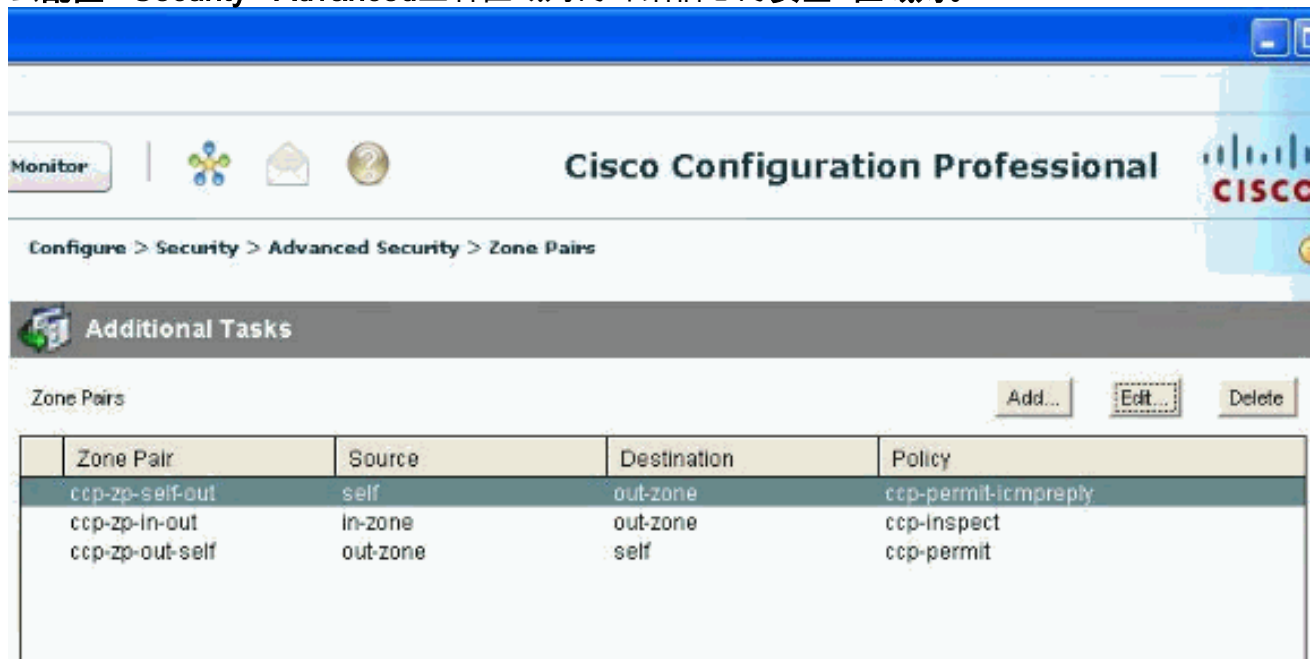 Security Advanced
Monitor
Cisco Configuration Professional
CISCO
Configure > Security > Advanced Security > Zone Pairs
Additional Tasks
Zone Pairs
Add...
Edit...
Delete
Zone Pair Source Destination Policy
ccp-zp-self-out self out-zone ccp-permit-icmpreply
ccp-zp-in-out in-zone out-zone ccp-inspect
ccp-zp-out-self out-zone self ccp-permit